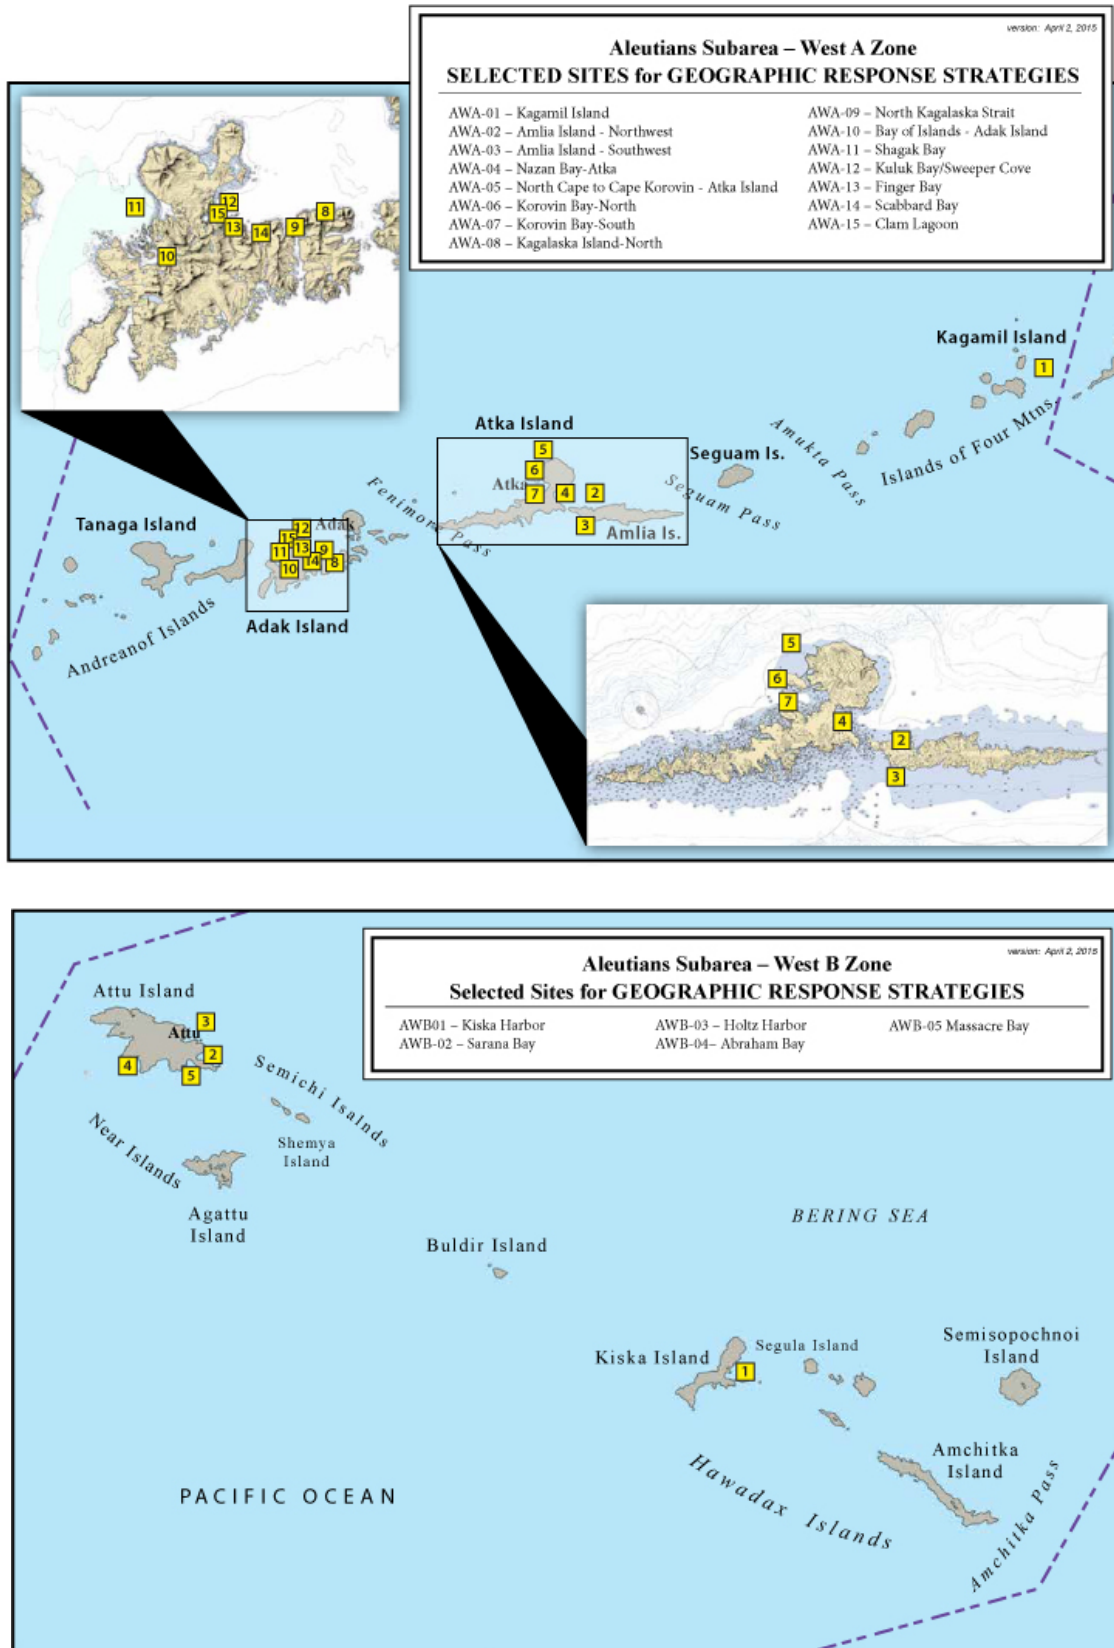 version: April 2, 2015
Aleutians Subarea – West A Zone
SELECTED SITES for GEOGRAPHIC RESPONSE STRATEGIES
AWA-01 – Kagamil Island
AWA-02 – Amlia Island - Northwest
AWA-03 – Amlia Island - Southwest
AWA-04 – Nazan Bay-Atka
AWA-05 – North Cape to Cape Korovin - Atka Island
AWA-06 – Korovin Bay-North
AWA-07 – Korovin Bay-South
AWA-08 – Kagalaska Island-North
AWA-09 – North Kagalaska Strait
AWA-10 – Bay of Islands - Adak Island
AWA-11 – Shagak Bay
AWA-12 – Kuluk Bay/Sweeper Cove
AWA-13 – Finger Bay
AWA-14 – Scabbard Bay
AWA-15 – Clam Lagoon
11
12
15
13
14
9
8
10
Kagamil Island
1
Islands of Four Mtns.
Amukta Pass
Seguam Is.
Seguam Pass
Atka Island
5
6
Atka
7
4
2
3
Amlia Is.
Fenimore Pass
Tanaga Island
Adak
12
15
13
11
9
14
8
10
Adak Island
Andreanof Islands
5
6
7
4
2
3
version: April 2, 2015
Aleutians Subarea – West B Zone
Selected Sites for GEOGRAPHIC RESPONSE STRATEGIES
AWB01 – Kiska Harbor
AWB-02 – Sarana Bay
AWB-03 – Holtz Harbor
AWB-04– Abraham Bay
AWB-05 Massacre Bay
Attu Island
3
Attu
2
4
5
Semichi Isalnds
Near Islands
Shemya
Island
Agattu
Island
BERING SEA
Buldir Island
Kiska Island
1
Segula Island
Semisopochnoi
Island
Amchitka
Island
Hawadax Islands
Amchitka Pass
PACIFIC OCEAN